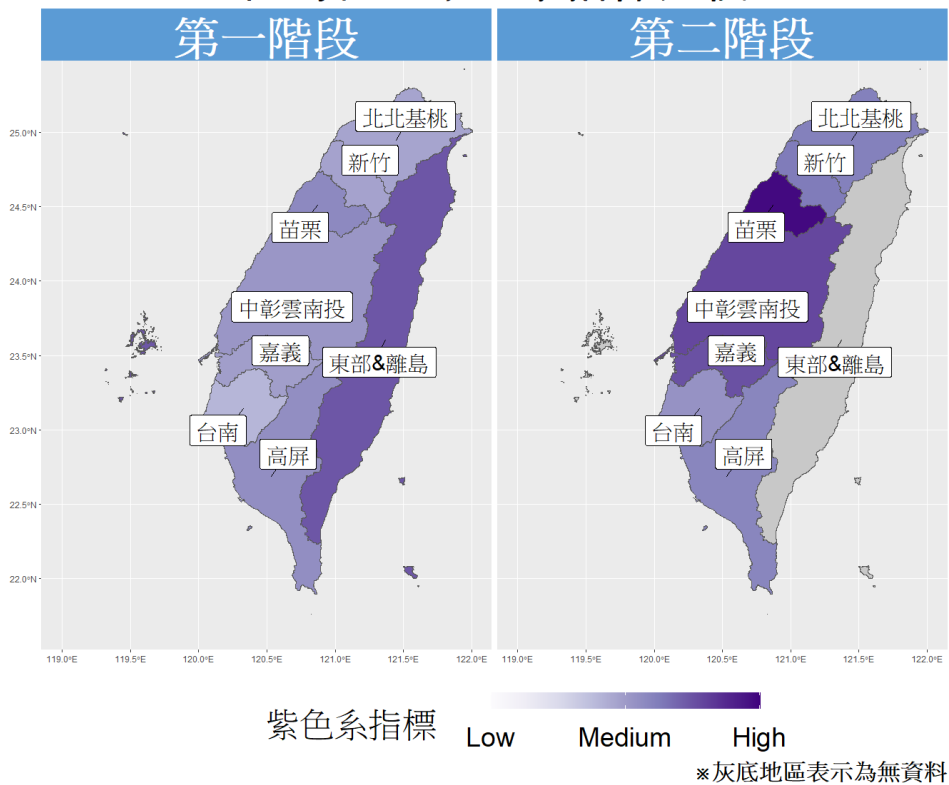 第一階段
第二階段
北北基桃
新竹
苗栗
中彰雲南投
嘉義
東部&離島
台南
高屏
北北基桃
新竹
苗栗
中彰雲南投
嘉義
東部&離島
台南
高屏
25.0°N
24.5°N
24.0°N
23.5°N
23.0°N
22.5°N
22.0°N
119.0°E 119.5°E 120.0°E 120.5°E 121.0°E 121.5°E 122.0°E
119.0°E 119.5°E 120.0°E 120.5°E 121.0°E 121.5°E 122.0°E
紫色系指標
Low Medium High
※灰底地區表示為無資料